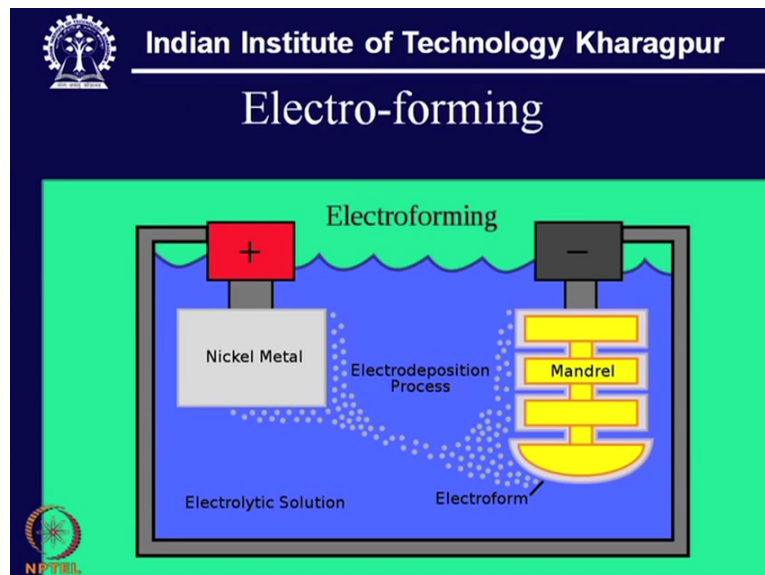 Indian Institute of Technology Kharagpur
Electro-forming
Electroforming
+
−
Nickel Metal
Electrodeposition
Process
Mandrel
Electrolytic Solution
Electroform
NPTEL